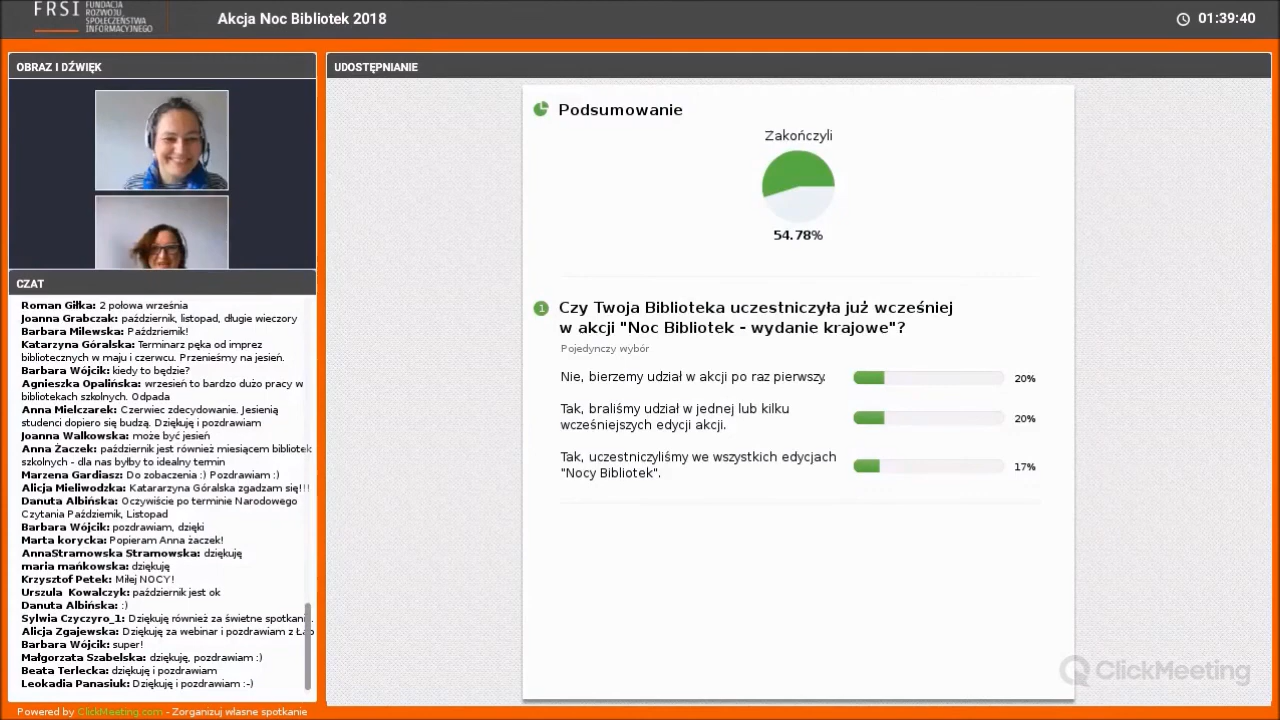 FRSI FUNDACJA
ROZWOJU
SPOŁECZEŃSTWA
INFORMACYJNEGO
Akcja Noc Bibliotek 2018
01:39:40
OBRAZ I DŹWIĘK
CZAT
Roman Giłka: 2 połowa września
Joanna Grabczak: październik, listopad, długie wieczory
Barbara Milewska: Październik!
Katarzyna Góralska: Terminarz pęka od imprez
bibliotecznych w maju i czerwcu. Przenieśmy na jesień.
Barbara Wójcik: kiedy to będzie?
Agnieszka Opalińska: wrzesień to bardzo dużo pracy w
bibliotekach szkolnych. Odpada
Anna Mielczarek: Czerwiec zdecydowanie. Jesienią
studenci dopiero się budzą. Dziękuję i pozdrawiam
Joanna Walkowska: może być jesień
Anna Żaczek: październik jest również miesiącem bibliotek
szkolnych - dla nas byłby to idealny termin
Marzena Gardiasz: Do zobaczenia :) Pozdrawiam :)
Alicja Mieliwodzka: Katararzyna Góralska zgadzam się!!!
Danuta Albińska: Oczywiście po terminie Narodowego
Czytania Październik, Listopad
Barbara Wójcik: pozdrawiam, dzięki
Marta korycka: Popieram Anna żaczek!
AnnaStramowska Stramowska: dziękuję
maria mańkowska: dziękuję
Krzysztof Petek: Miłej NOCY!
Urszula Kowalczyk: październik jest ok
Danuta Albińska: :)
Sylwia Czyczyro_1: Dziękuję również za świetne spotkani
Alicja Zgajewska: Dziękuję za webinar i pozdrawiam z
Barbara Wójcik: super!
Małgorzata Szabelska: dziękuję, pozdrawiam :)
Beata Terlecka: dziękuję i pozdrawiam
Leokadia Panasiuk: Dziękuję i pozdrawiam :-)
Powered by ClickMeeting.com - Zorganizuj własne spotkanie
UDOSTĘPNIANIE
Podsumowanie
Zakończyli
54.78%
1 Czy Twoja Biblioteka uczestniczyła już wcześniej
w akcji "Noc Bibliotek - wydanie krajowe"?
Pojedynczy wybór
Nie, bierzemy udział w akcji po raz pierwszy. 20%
Tak, braliśmy udział w jednej lub kilku
wcześniejszych edycji akcji. 20%
Tak, uczestniczyliśmy we wszystkich edycjach
"Nocy Bibliotek". 17%
ClickMeeting